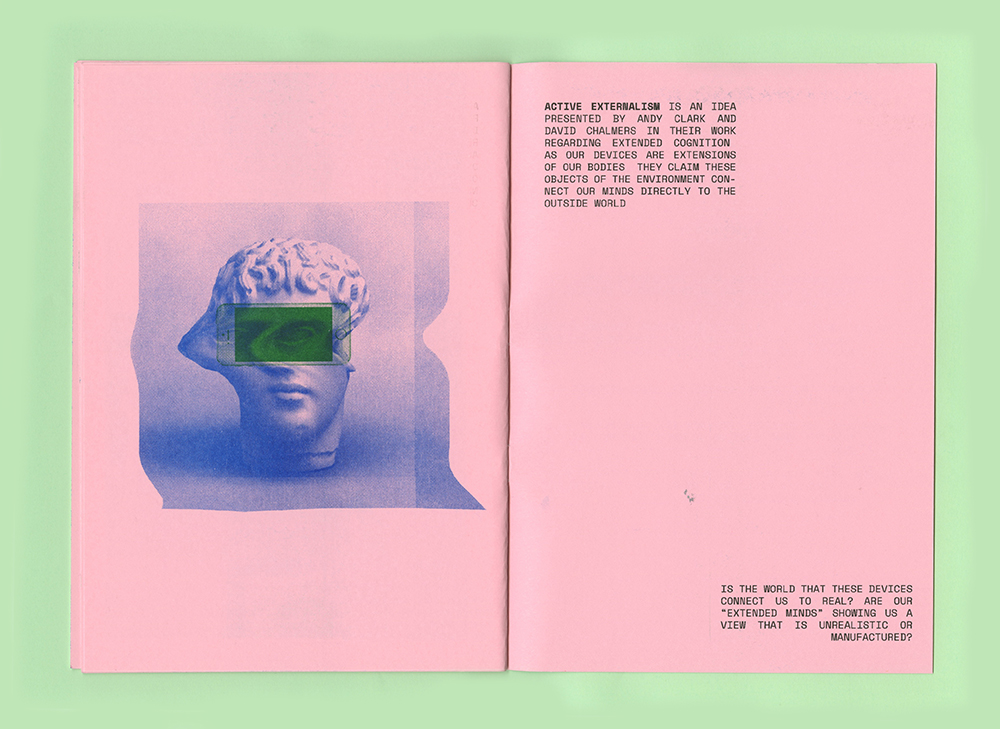 ACTIVE EXTERNALISM IS AN IDEA
PRESENTED BY ANDY CLARK AND
DAVID CHALMERS IN THEIR WORK
REGARDING EXTENDED COGNITION
AS OUR DEVICES ARE EXTENSIONS
OF OUR BODIES THEY CLAIM THESE
OBJECTS OF THE ENVIRONMENT CON-
NECT OUR MINDS DIRECTLY TO THE
OUTSIDE WORLD
IS THE WORLD THAT THESE DEVICES
CONNECT US TO REAL? ARE OUR
"EXTENDED MINDS" SHOWING US A
VIEW THAT IS UNREALISTIC OR
MANUFACTURED?